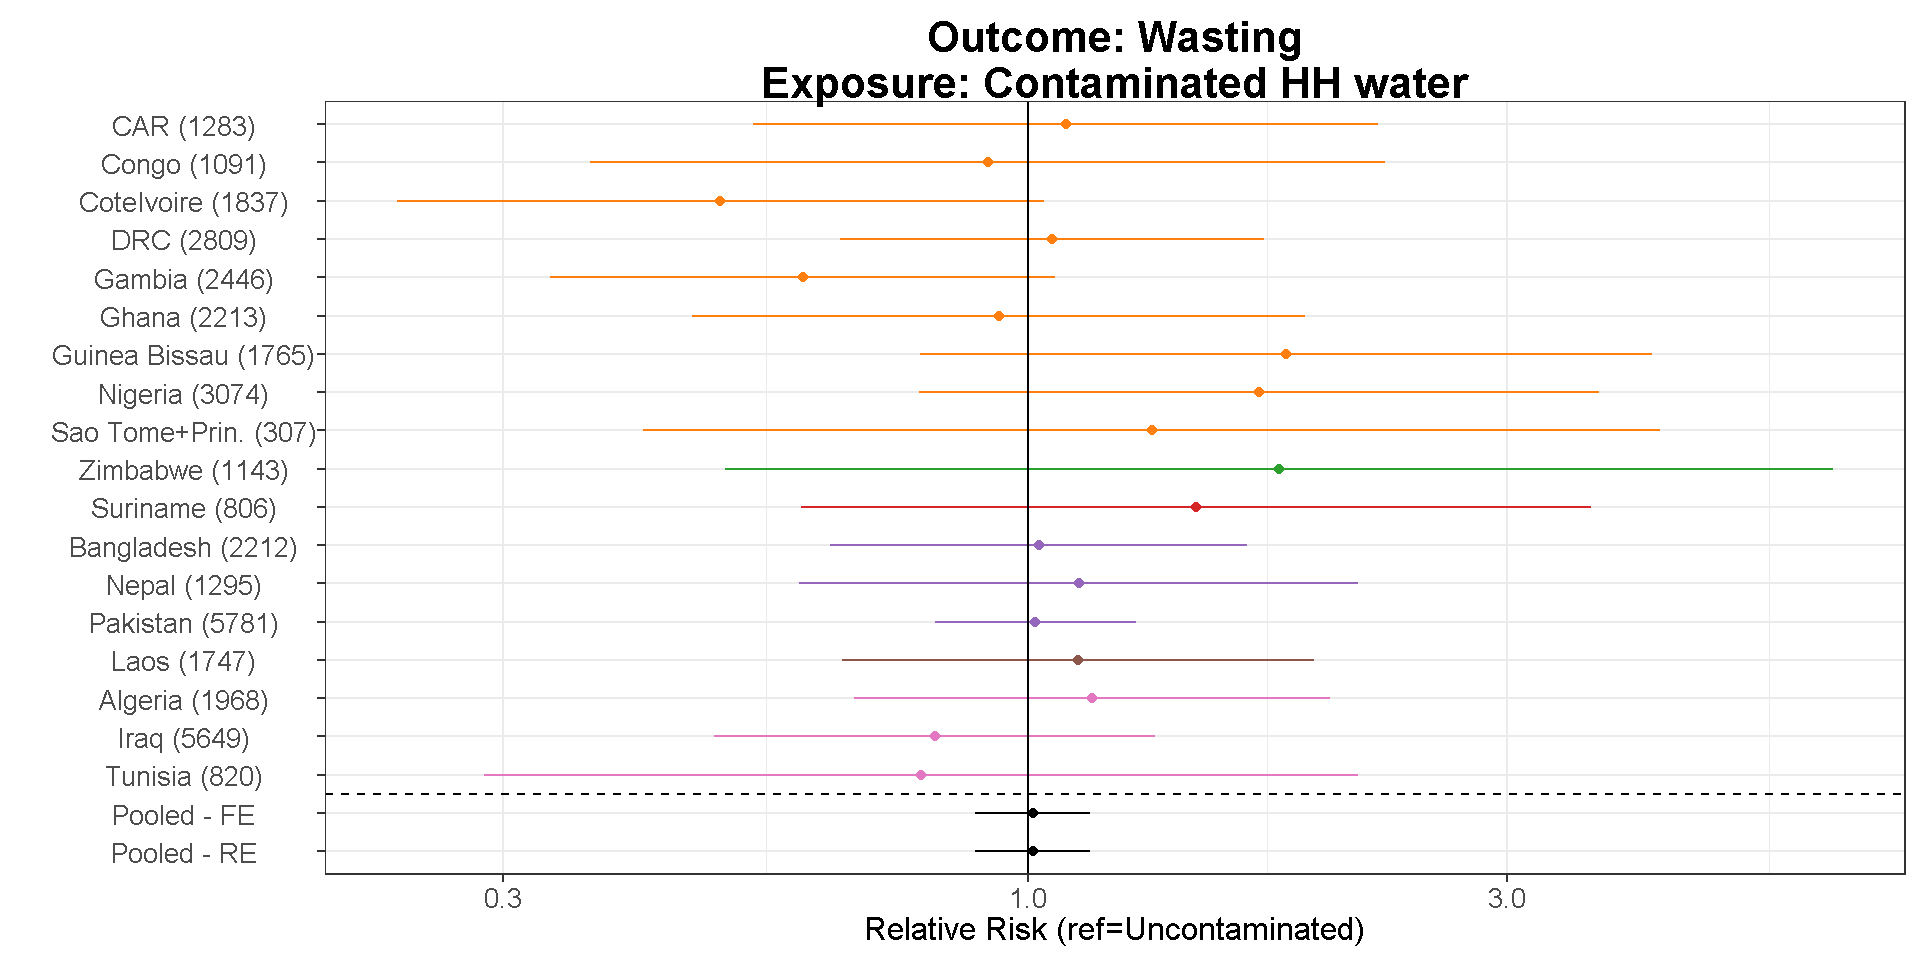 Outcome: Wasting
Exposure: Contaminated HH water
CAR (1283)
Congo (1091)
CoteIvoire (1837)
DRC (2809)
Gambia (2446)
Ghana (2213)
Guinea Bissau (1765)
Nigeria (3074)
Sao Tome+Prin. (307)
Zimbabwe (1143)
Suriname (806)
Bangladesh (2212)
Nepal (1295)
Pakistan (5781)
Laos (1747)
Algeria (1968)
Iraq (5649)
Tunisia (820)
Pooled - FE
Pooled - RE
0.3 1.0 3.0
Relative Risk (ref=Uncontaminated)